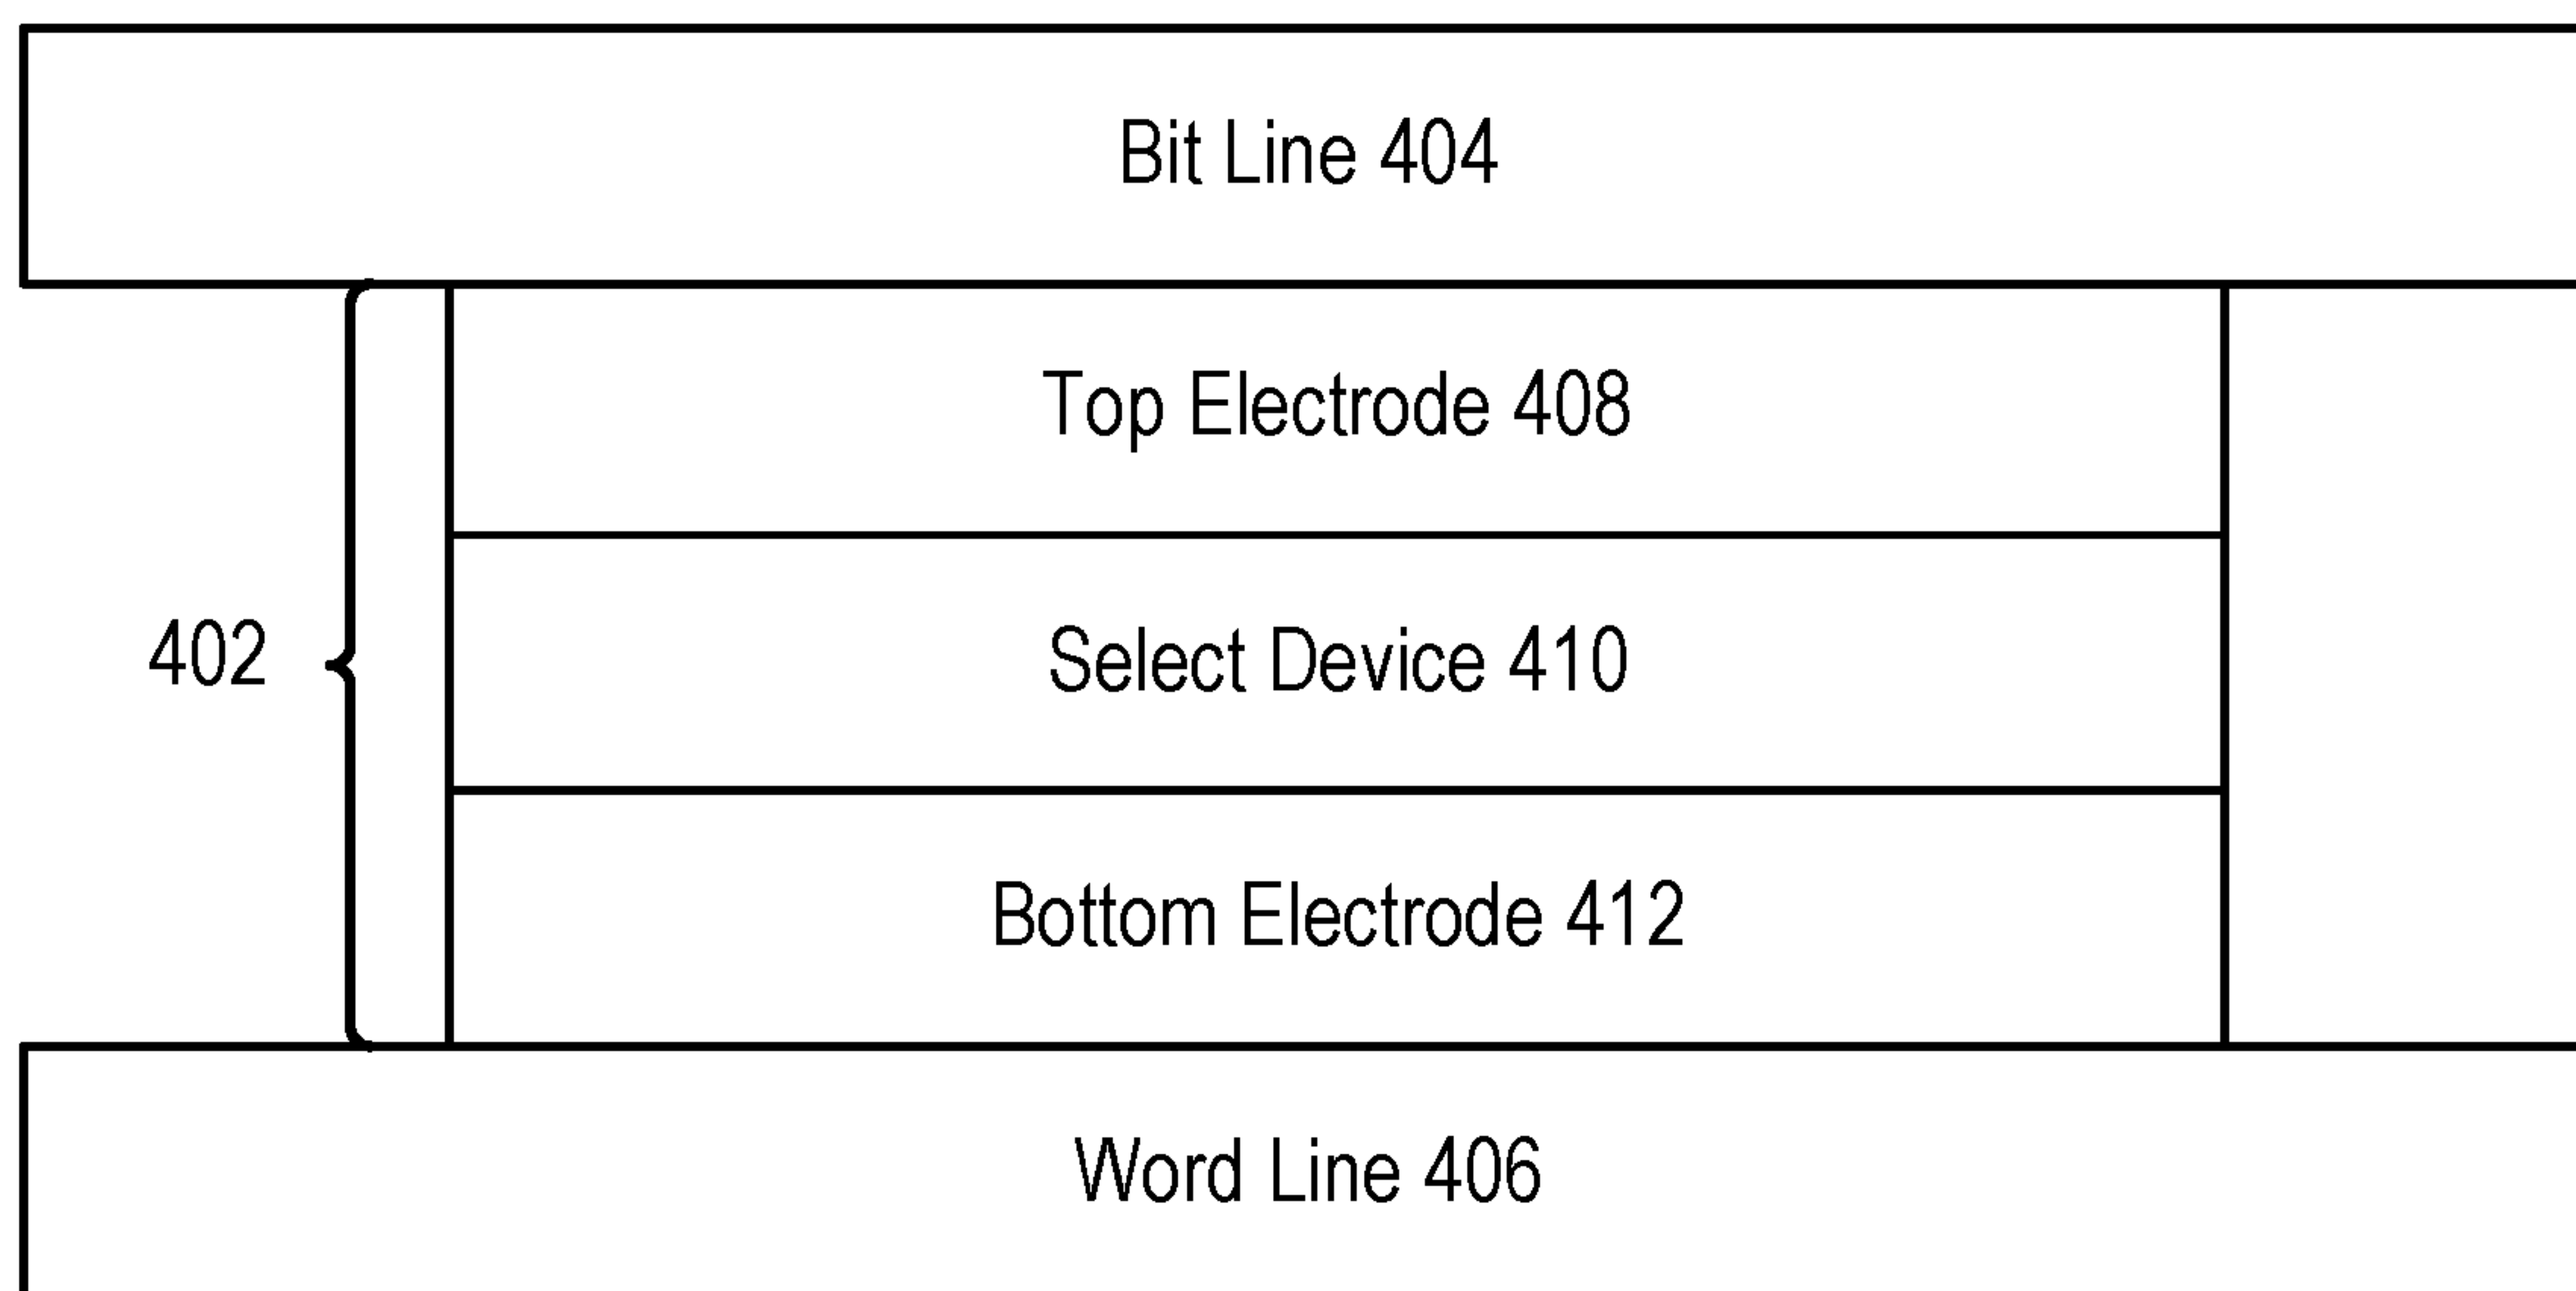 Bit Line 404
Top Electrode 408
402
Select Device 410
Bottom Electrode 412
Word Line 406